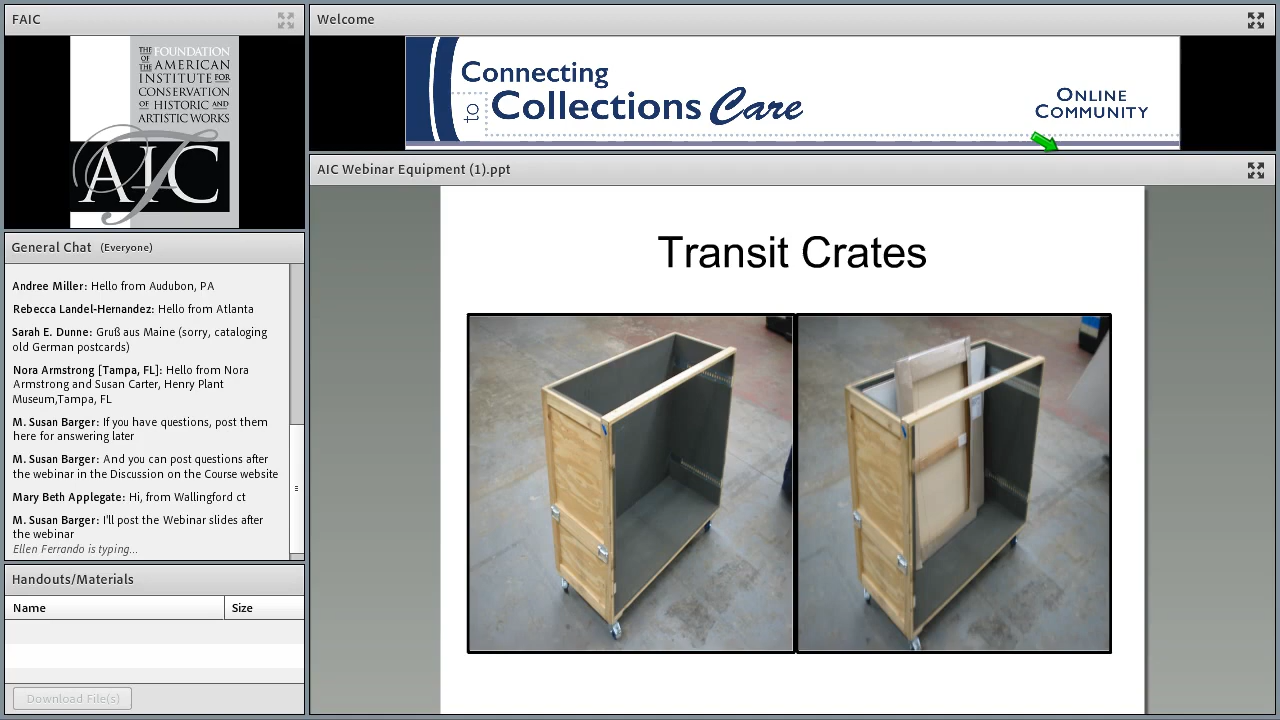 FAIC
THE FOUNDATION
OF THE AMERICAN
INSTITUTE FOR
CONSERVATION
OF HISTORIC AND
ARTISTIC WORKS
FAIC
General Chat (Everyone)
Andree Miller: Hello from Audubon, PA
Rebecca Landel-Hernandez: Hello from Atlanta
Sarah E. Dunne: Gruß aus Maine (sorry, cataloging
old German postcards)
Nora Armstrong [Tampa, FL]: Hello from Nora
Armstrong and Susan Carter, Henry Plant
Museum,Tampa, FL
M. Susan Barger: If you have questions, post them
here for answering later
M. Susan Barger: And you can post questions after
the webinar in the Discussion on the Course website
Mary Beth Applegate: Hi, from Wallingford ct
M. Susan Barger: I'll post the Webinar slides after
the webinar
Ellen Ferrando is typing...
Handouts/Materials
Name Size
Download File(s)
Welcome
Connecting
to Collections Care
ONLINE
COMMUNITY
AIC Webinar Equipment (1).ppt
Transit Crates